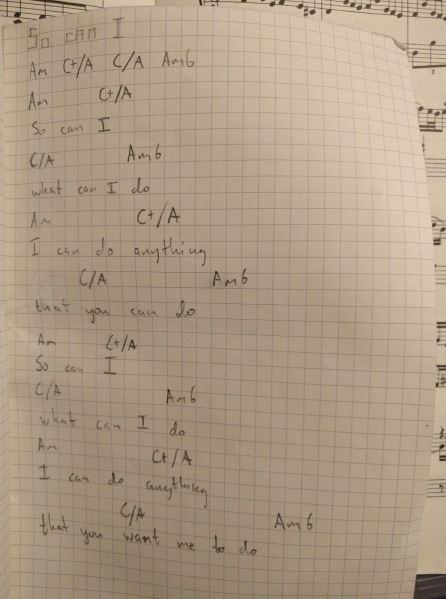 So can I
Am C+/A C/A Am6
Am C+/A
So can I
C/A Am6
what can I do
Am C+/A
I can do anything
C/A Am6
that you can do
Am C+/A
So can I
C/A Am6
what can I do
Am C+/A
I can do anything
C/A Am6
that you want me to do